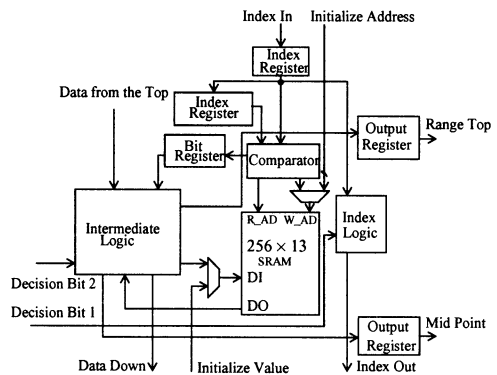 Index In
Initialize Address
Index
Register
Data from the Top
Index
Register
Output
Register
Range Top
Bit
Register
Comparator
Intermediate
Logic
R_AD W_AD
256 × 13
SRAM
DI
DO
Index
Logic
Decision Bit 2
Decision Bit 1
Output
Register
Mid Point
Data Down
Initialize Value
Index Out